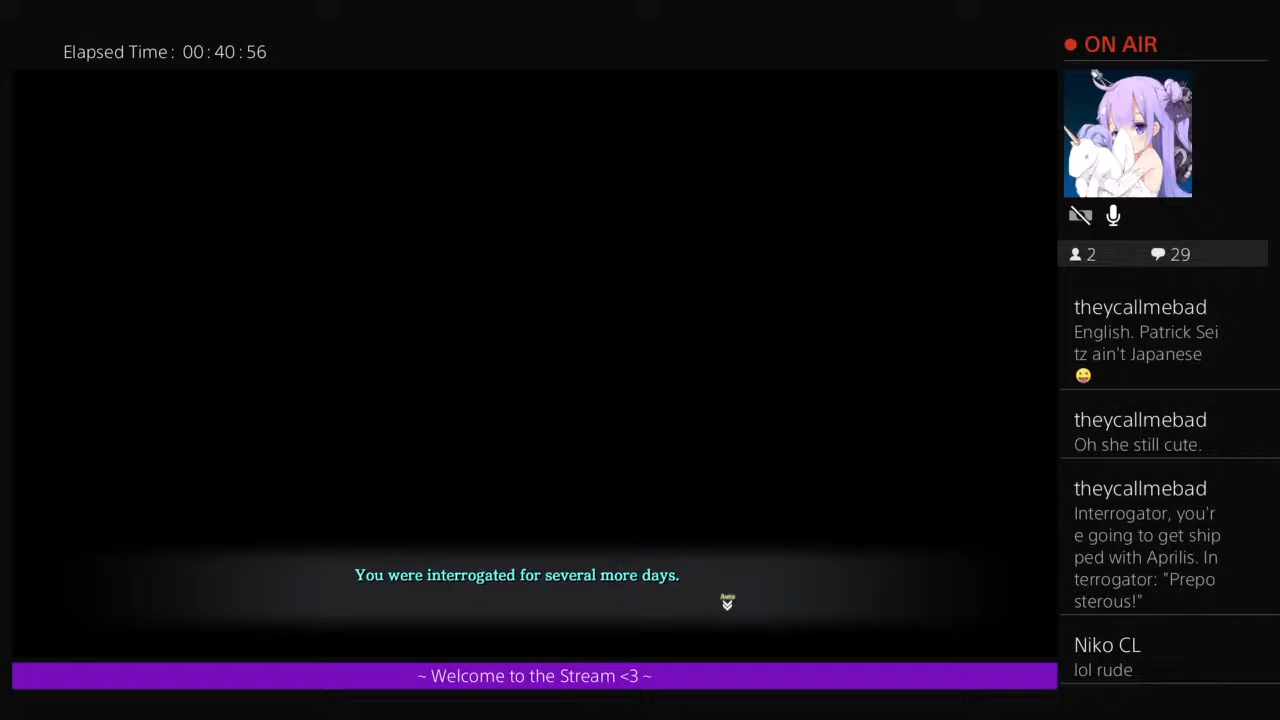 Elapsed Time: 00:40:56
ON AIR
2
29
theycallmebad
English. Patrick Sei
tz ain't Japanese
😀
theycallmebad
Oh she still cute.
theycallmebad
Interrogator, you'r
e going to get ship
ped with Aprilis. In
terrogator: "Prepo
sterous!"
Niko CL
lol rude
You were interrogated for several more days.
Auto
~ Welcome to the Stream <3 ~